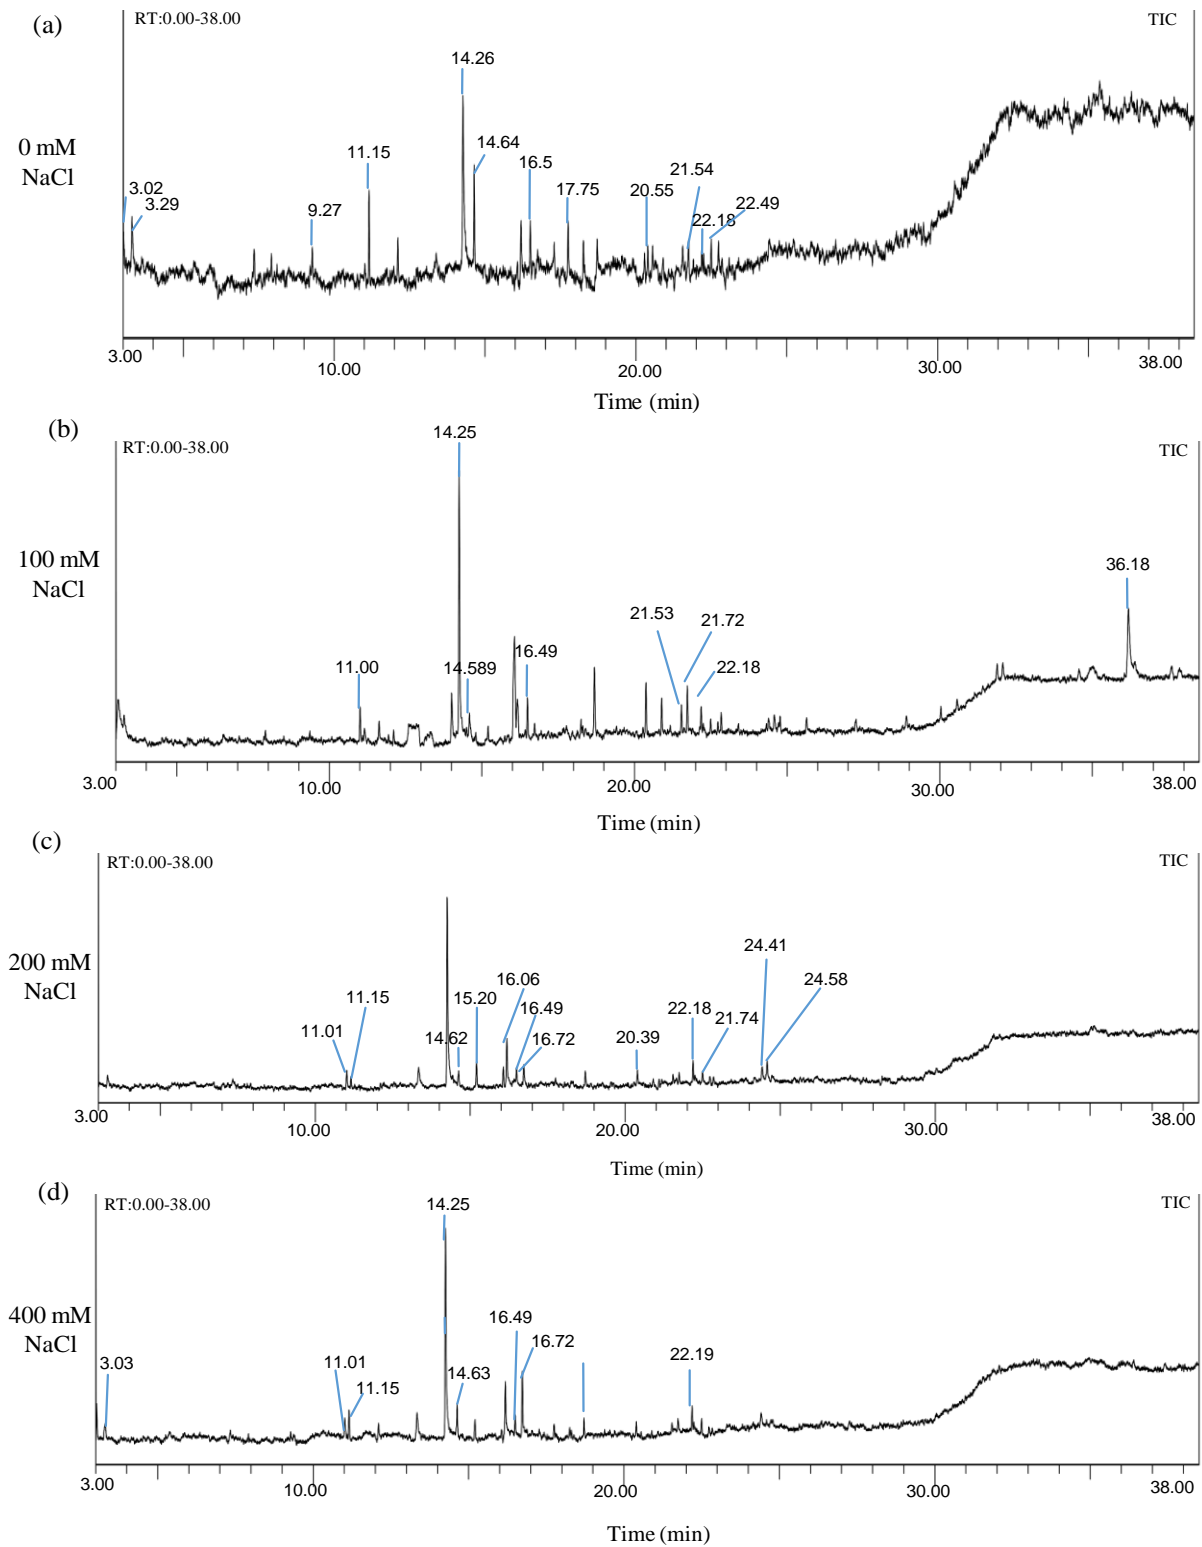 (a)
RT:0.00-38.00
TIC
0 mM
NaCl
3.02
3.29
9.27
11.15
14.26
14.64
16.5
17.75
20.55
21.54
22.18
22.49
3.00
10.00
20.00
30.00
38.00
Time (min)
(b)
RT:0.00-38.00
TIC
100 mM
NaCl
11.00
14.25
14.589
16.49
21.53
21.72
22.18
36.18
3.00
10.00
20.00
30.00
38.00
Time (min)
(c)
RT:0.00-38.00
TIC
200 mM
NaCl
11.01
11.15
14.62
15.20
16.06
16.49
16.72
20.39
22.18
21.74
24.41
24.58
3.00
10.00
20.00
30.00
38.00
Time (min)
(d)
RT:0.00-38.00
TIC
400 mM
NaCl
3.03
11.01
11.15
14.25
14.63
16.49
16.72
22.19
3.00
10.00
20.00
30.00
38.00
Time (min)